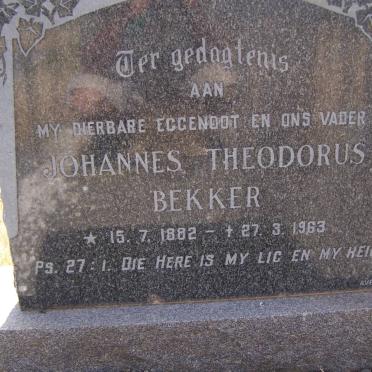 Ter gedagtenis
AAN
MY DIERBARE EGGENOOT EN ONS VADER
JOHANNES THEODORUS
BEKKER
★ 15. 7. 1882 – † 27. 3. 1963
Ps. 27 : 1. DIE HERE IS MY LIG EN MY HEI